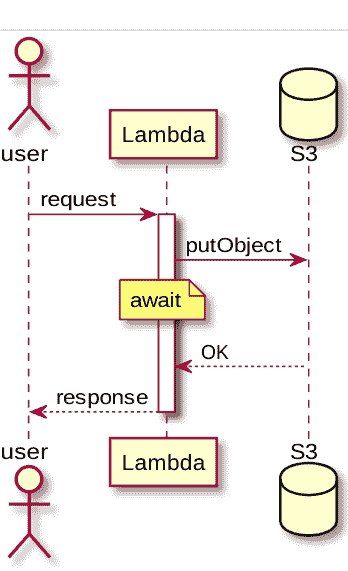 user
Lambda
S3
request
putObject
await
OK
response
user
Lambda
S3